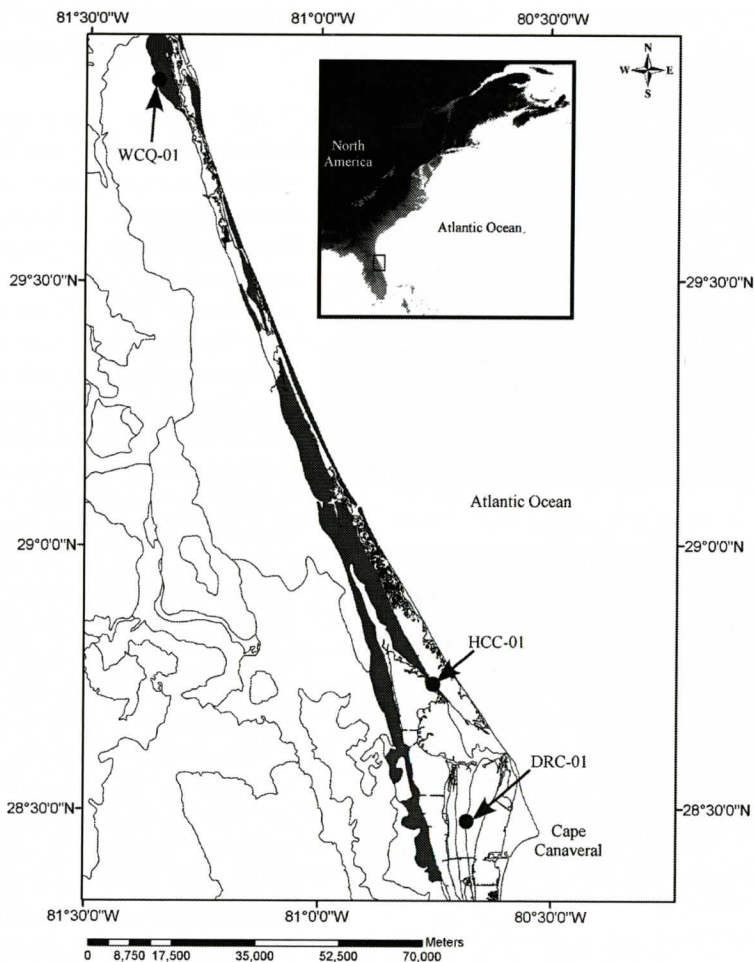 81°30'0"W 81°00'0"W 80°30'0"W
N
W E
S
WCQ-01
North
America
Atlantic Ocean
29°30'0"N 29°30'0"N
Atlantic Ocean
29°0'0"N 29°0'0"N
HCC-01
DRC-01
28°30'0"N 28°30'0"N
Cape
Canaveral
81°30'0"W 81°0'0"W 80°30'0"W
Meters
0 8,750 17,500 35,000 52,500 70,000